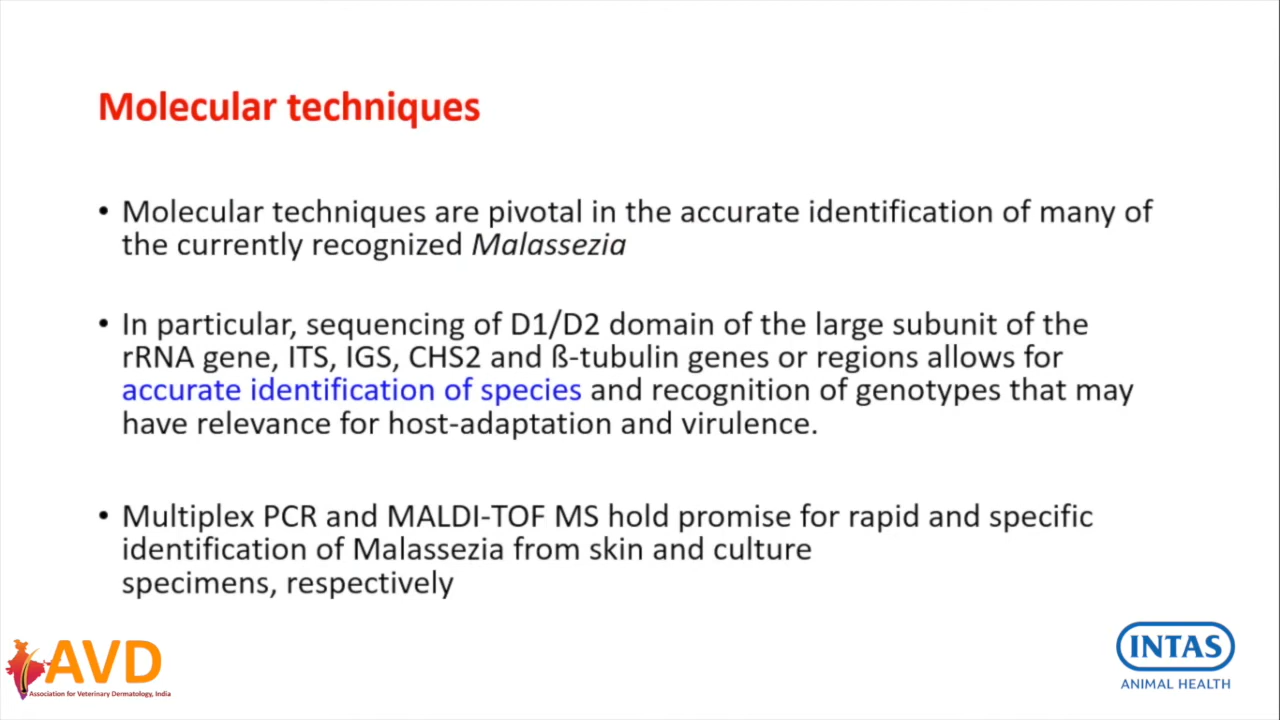 Molecular techniques
• Molecular techniques are pivotal in the accurate identification of many of
the currently recognized Malassezia
• In particular, sequencing of D1/D2 domain of the large subunit of the
rRNA gene, ITS, IGS, CHS2 and ß-tubulin genes or regions allows for
accurate identification of species and recognition of genotypes that may
have relevance for host-adaptation and virulence.
• Multiplex PCR and MALDI-TOF MS hold promise for rapid and specific
identification of Malassezia from skin and culture
specimens, respectively
AVD
Association for Veterinary Dermatology, India
INTAS
ANIMAL HEALTH